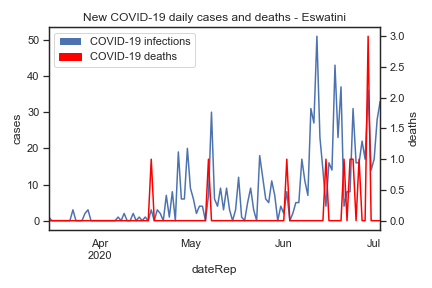 New COVID-19 daily cases and deaths - Eswatini
COVID-19 infections
COVID-19 deaths
50
40
30
20
10
0
cases
3.0
2.5
2.0
1.5
1.0
0.5
0.0
deaths
Apr
2020
May
Jun
Jul
dateRep